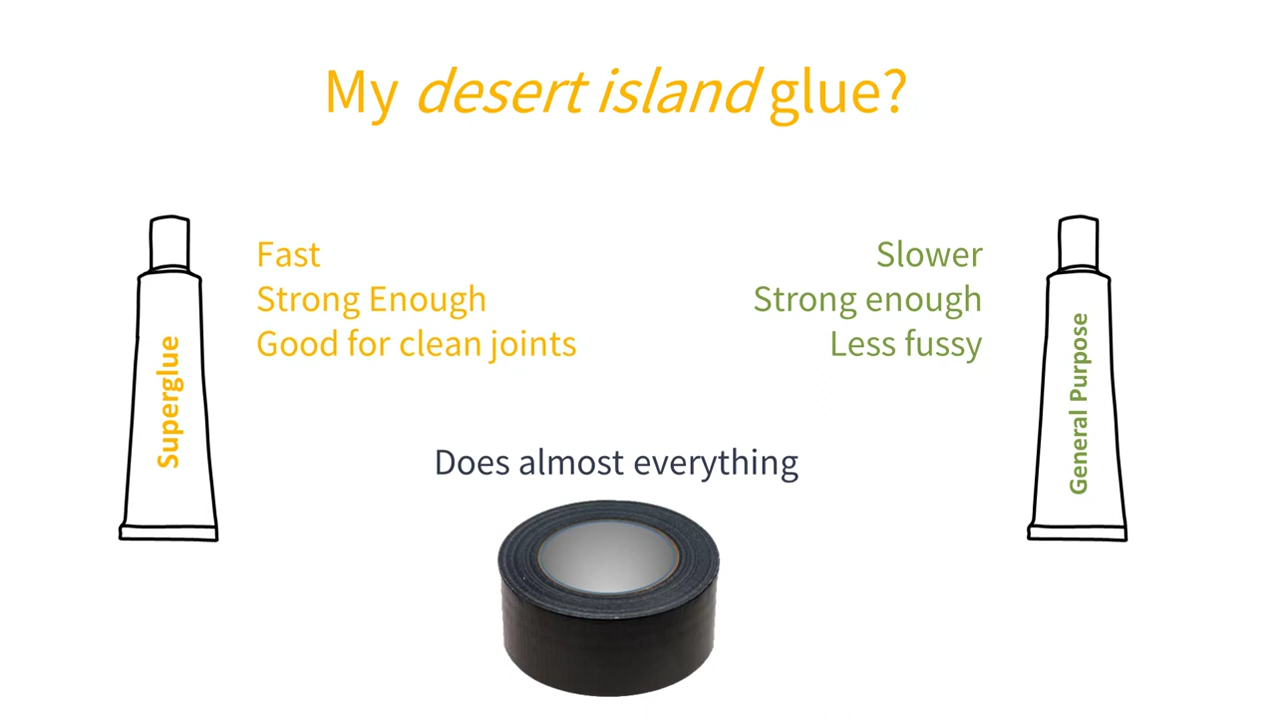 My desert island glue?
Superglue
Fast
Strong Enough
Good for clean joints
Slower
Strong enough
Less fussy
General Purpose
Does almost everything